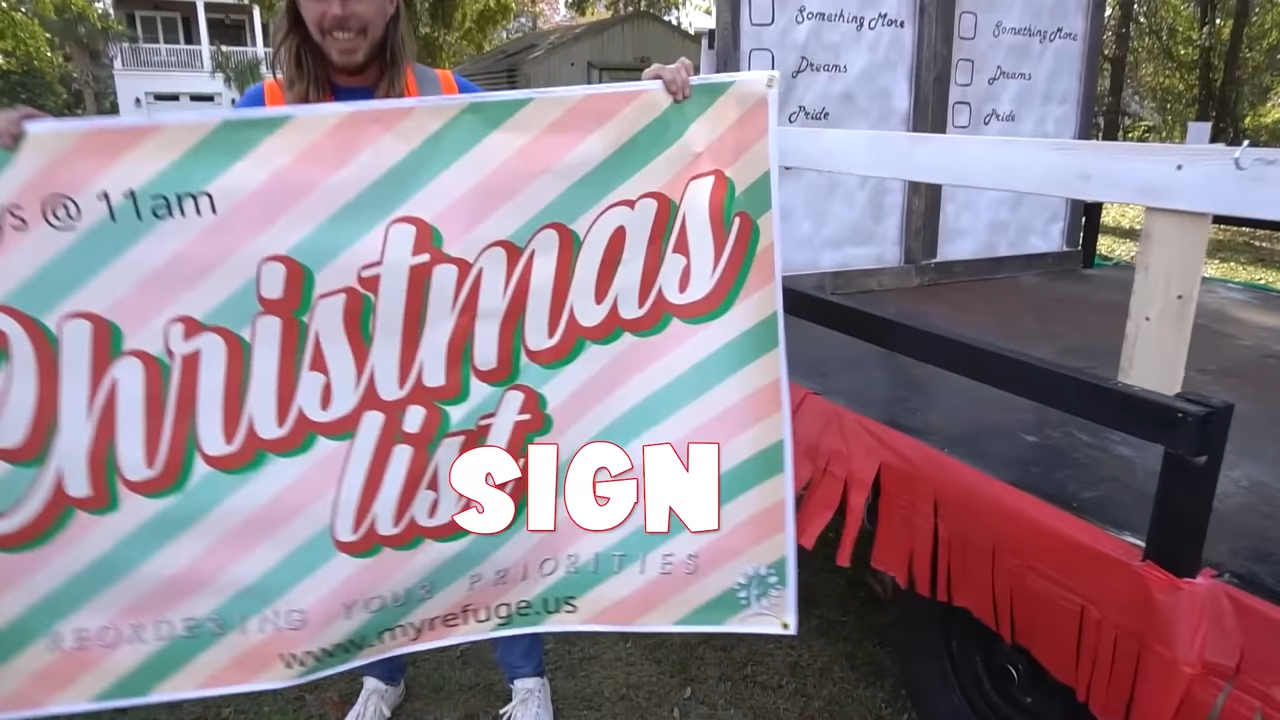 Something More
Dreams
Pride
Something More
Dreams
Pride
@ 11am
Christmas
list
SIGN
REORDERING YOUR PRIORITIES
www.myrefuge.us